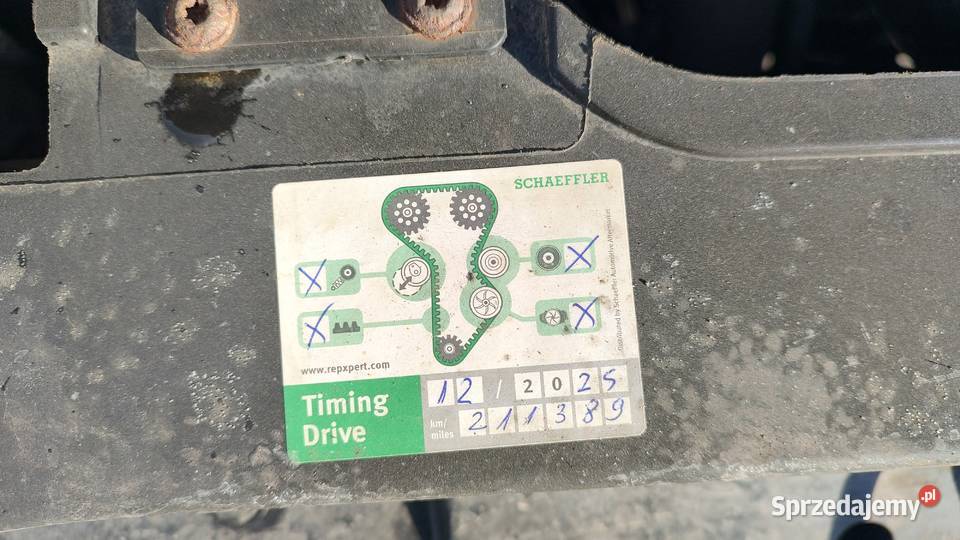 SCHAEFFLER
Distributed by Schaeffler Automotive Aftermarket
X
X
X
X
www.repxpert.com
Timing
Drive
12 / 2025
km/
miles
211389
Sprzedajemy.pl